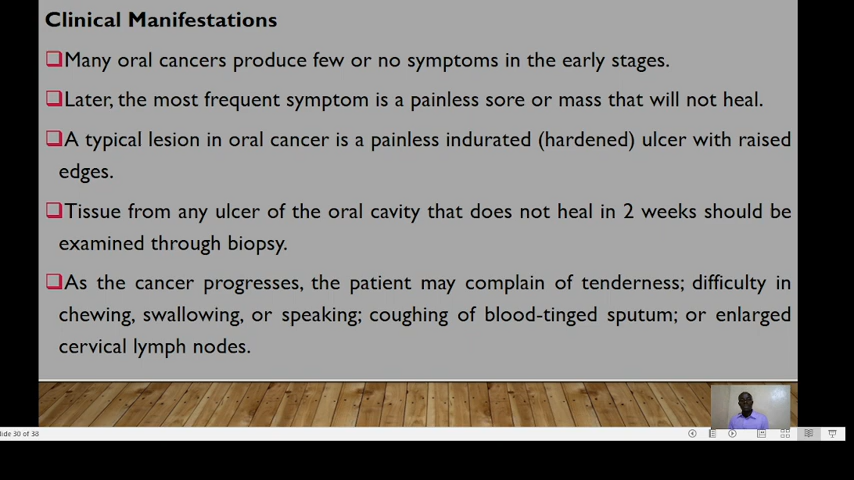 Clinical Manifestations
❑Many oral cancers produce few or no symptoms in the early stages.
❑Later, the most frequent symptom is a painless sore or mass that will not heal.
❑A typical lesion in oral cancer is a painless indurated (hardened) ulcer with raised
edges.
❑Tissue from any ulcer of the oral cavity that does not heal in 2 weeks should be
examined through biopsy.
❑As the cancer progresses, the patient may complain of tenderness; difficulty in
chewing, swallowing, or speaking; coughing of blood-tinged sputum; or enlarged
cervical lymph nodes.
lide 30 of 38